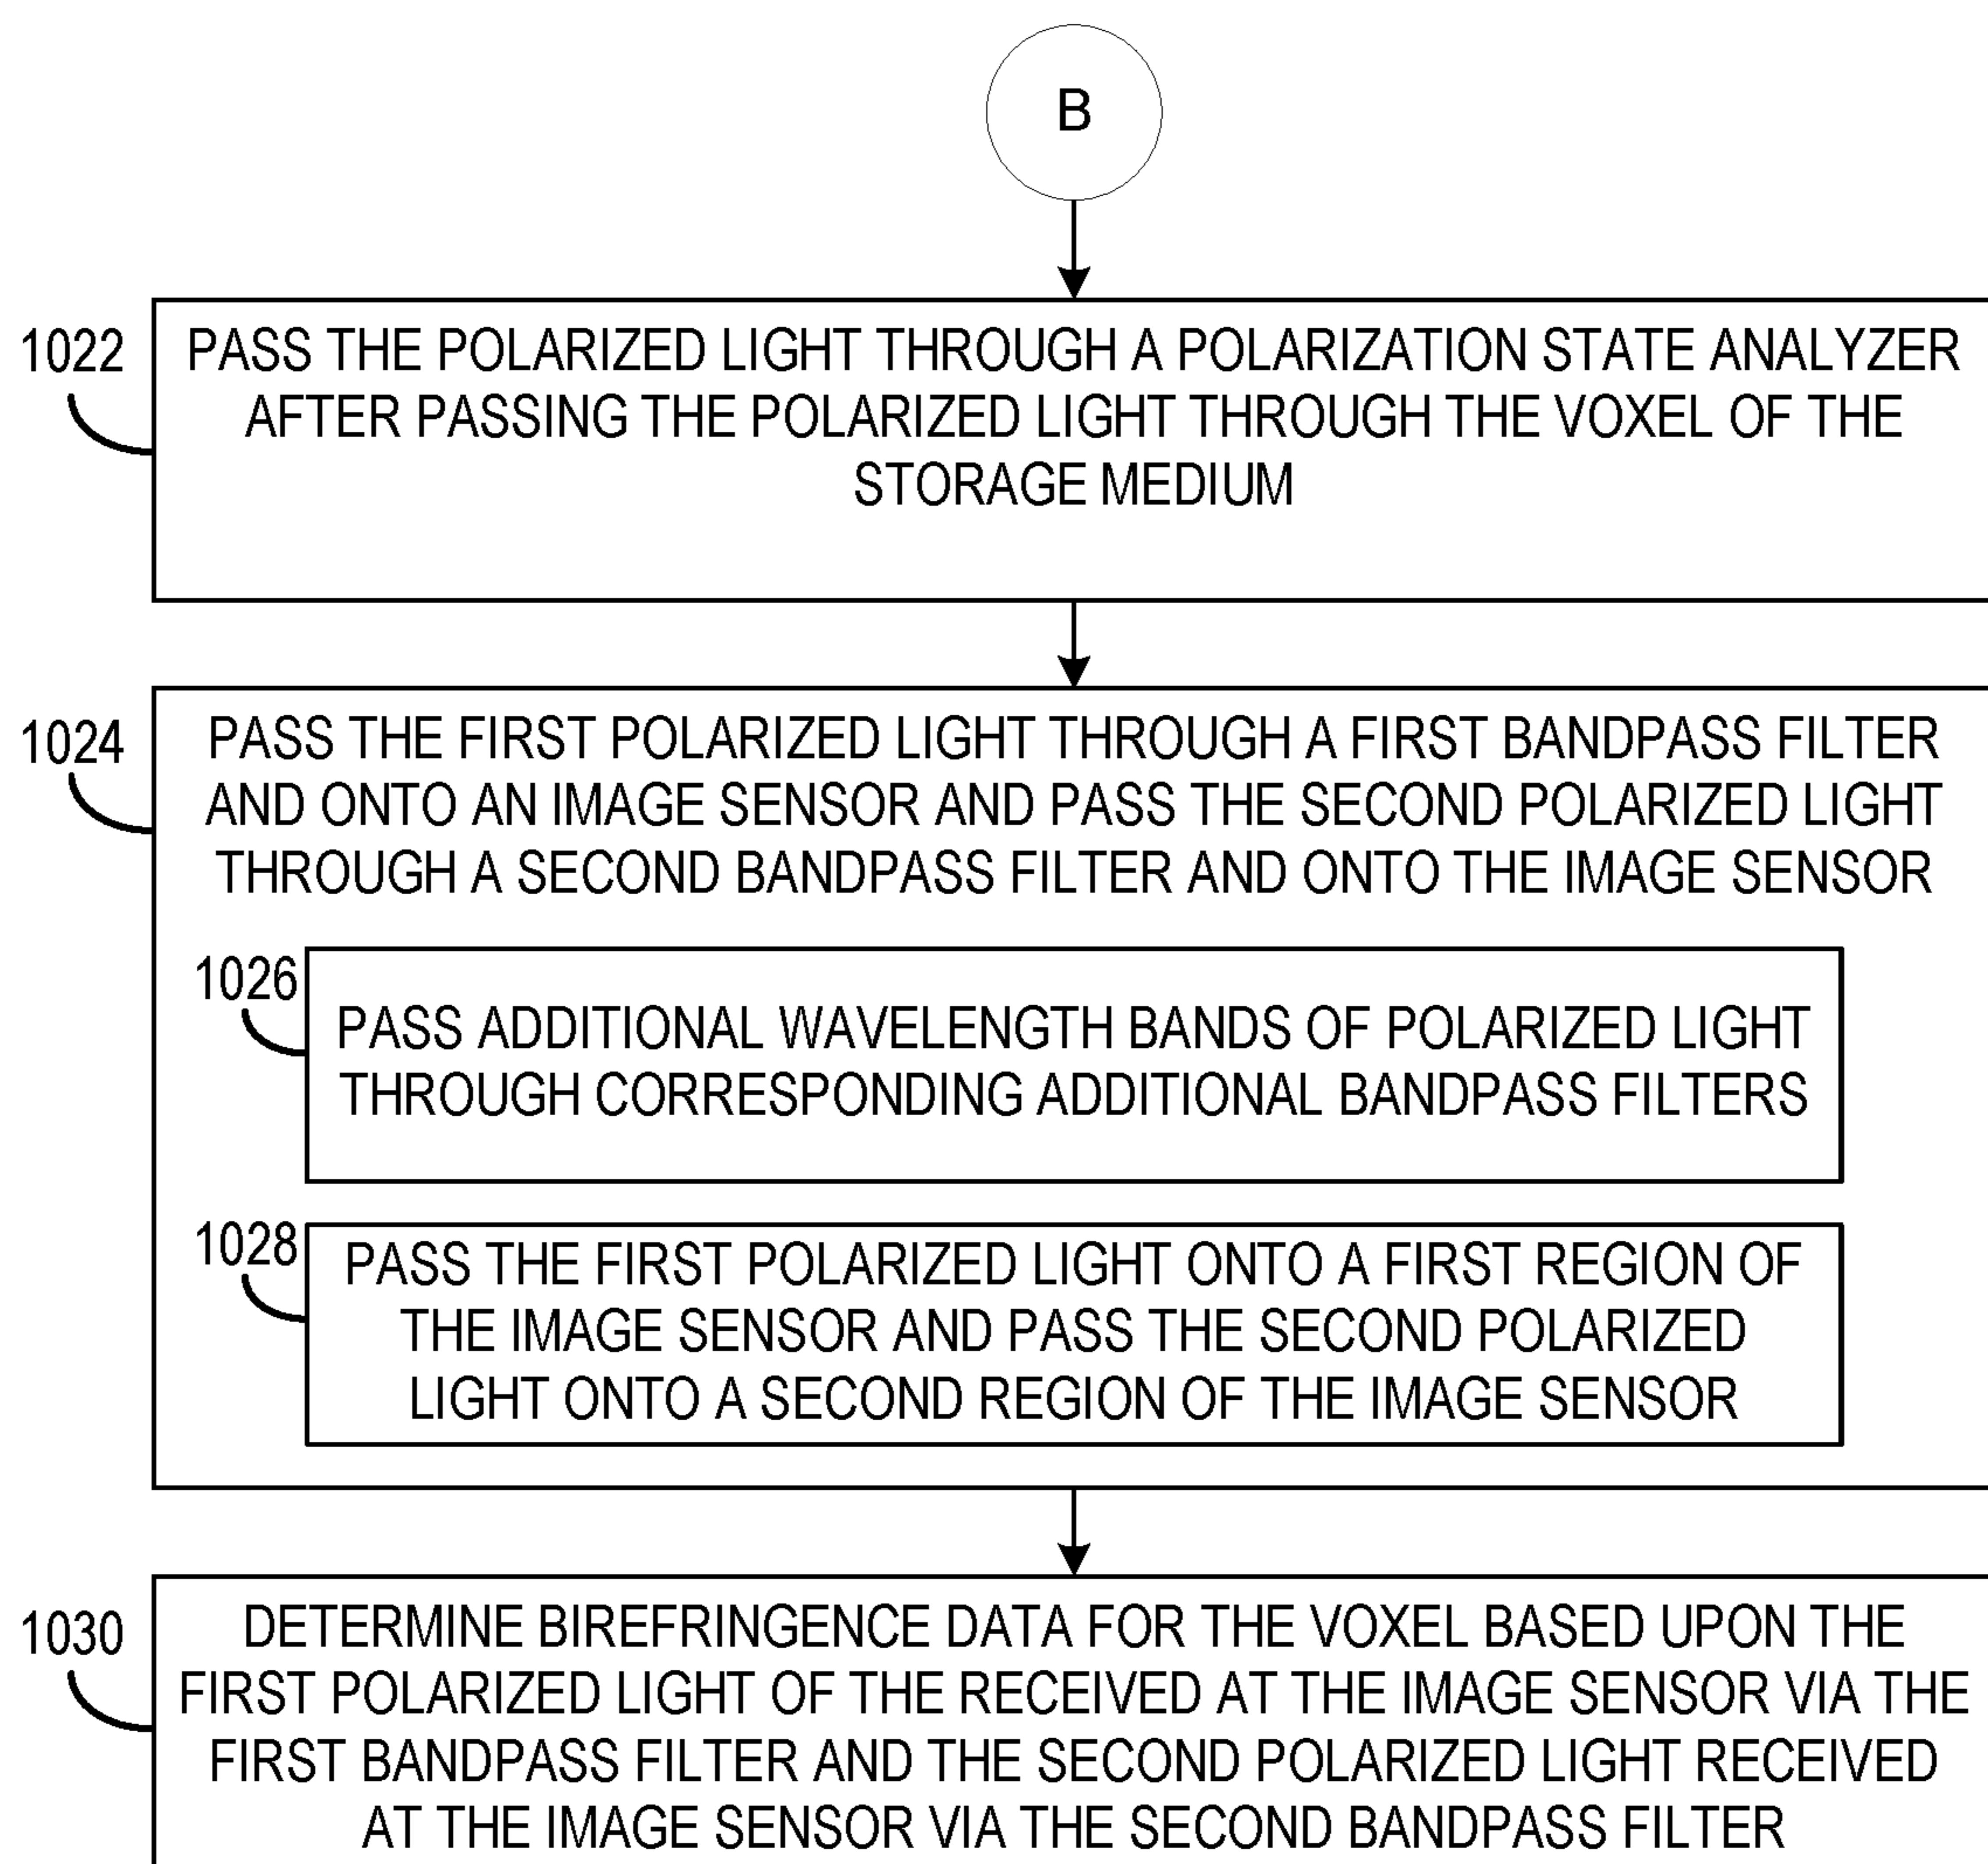 B
1022
PASS THE POLARIZED LIGHT THROUGH A POLARIZATION STATE ANALYZER
AFTER PASSING THE POLARIZED LIGHT THROUGH THE VOXEL OF THE
STORAGE MEDIUM
1024
PASS THE FIRST POLARIZED LIGHT THROUGH A FIRST BANDPASS FILTER
AND ONTO AN IMAGE SENSOR AND PASS THE SECOND POLARIZED LIGHT
THROUGH A SECOND BANDPASS FILTER AND ONTO THE IMAGE SENSOR
1026
PASS ADDITIONAL WAVELENGTH BANDS OF POLARIZED LIGHT
THROUGH CORRESPONDING ADDITIONAL BANDPASS FILTERS
1028
PASS THE FIRST POLARIZED LIGHT ONTO A FIRST REGION OF
THE IMAGE SENSOR AND PASS THE SECOND POLARIZED
LIGHT ONTO A SECOND REGION OF THE IMAGE SENSOR
1030
DETERMINE BIREFRINGENCE DATA FOR THE VOXEL BASED UPON THE
FIRST POLARIZED LIGHT OF THE RECEIVED AT THE IMAGE SENSOR VIA THE
FIRST BANDPASS FILTER AND THE SECOND POLARIZED LIGHT RECEIVED
AT THE IMAGE SENSOR VIA THE SECOND BANDPASS FILTER